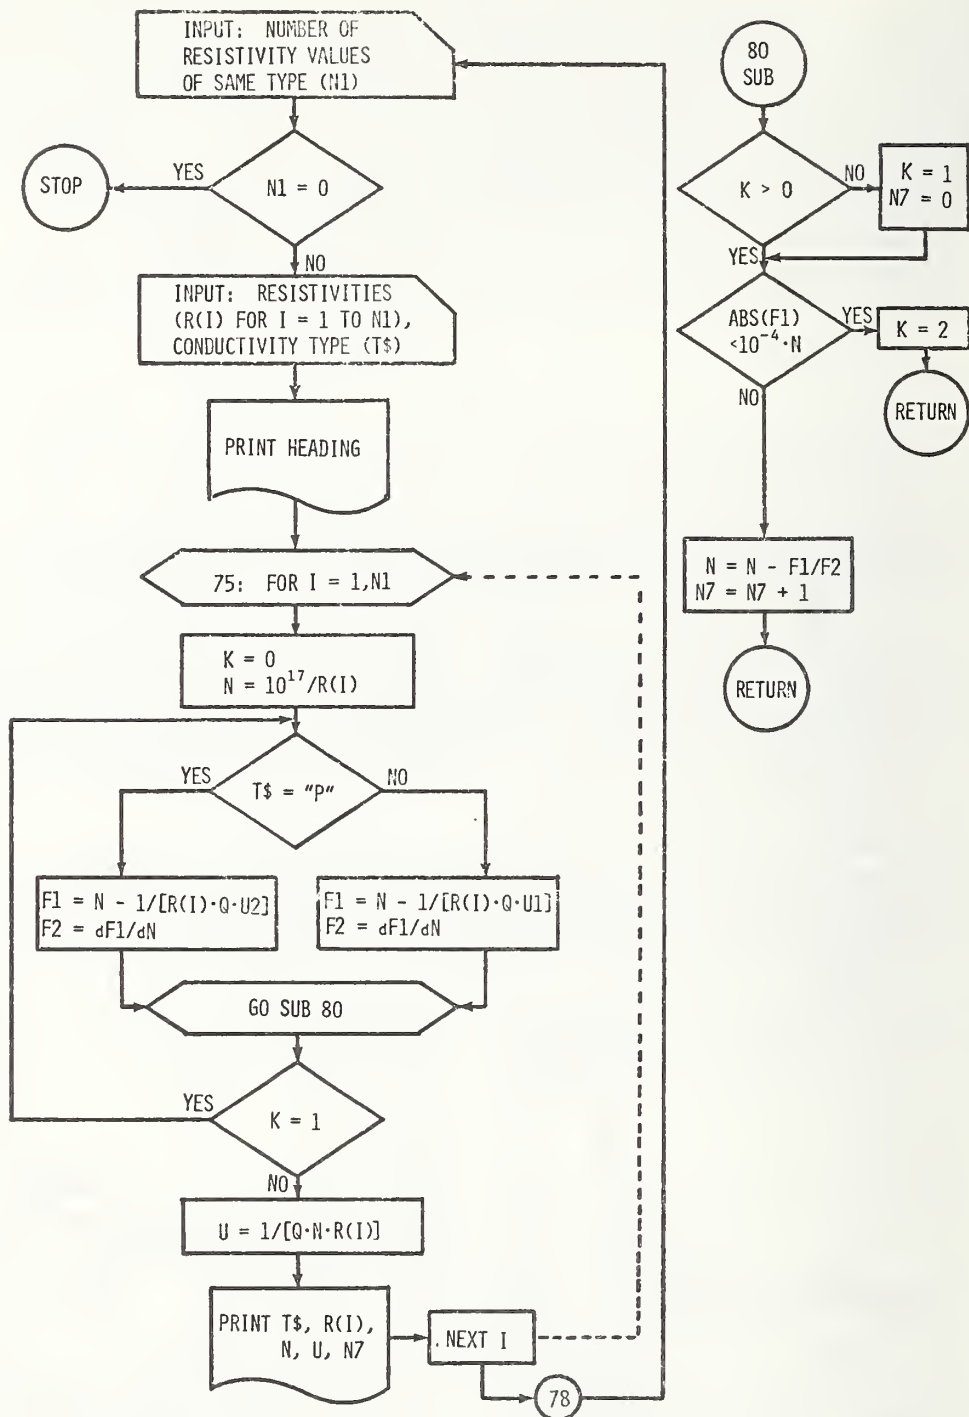 INPUT: NUMBER OF
RESISTIVITY VALUES
OF SAME TYPE (N1)
N1 = 0
YES
STOP
NO
INPUT: RESISTIVITIES
(R(I) FOR I = 1 TO N1),
CONDUCTIVITY TYPE (T$)
PRINT HEADING
75: FOR I = 1,N1
K = 0
N = 10¹⁷/R(I)
T$ = "P"
YES
NO
F1 = N - 1/[R(I)·Q·U2]
F2 = dF1/dN
F1 = N - 1/[R(I)·Q·U1]
F2 = dF1/dN
GO SUB 80
YES
K = 1
NO
U = 1/[Q·N·R(I)]
PRINT T$, R(I),
N, U, N7
NEXT I
78
80
SUB
K > 0
NO
K = 1
N7 = 0
YES
ABS(F1)
<10⁻⁴·N
YES
K = 2
RETURN
NO
N = N - F1/F2
N7 = N7 + 1
RETURN